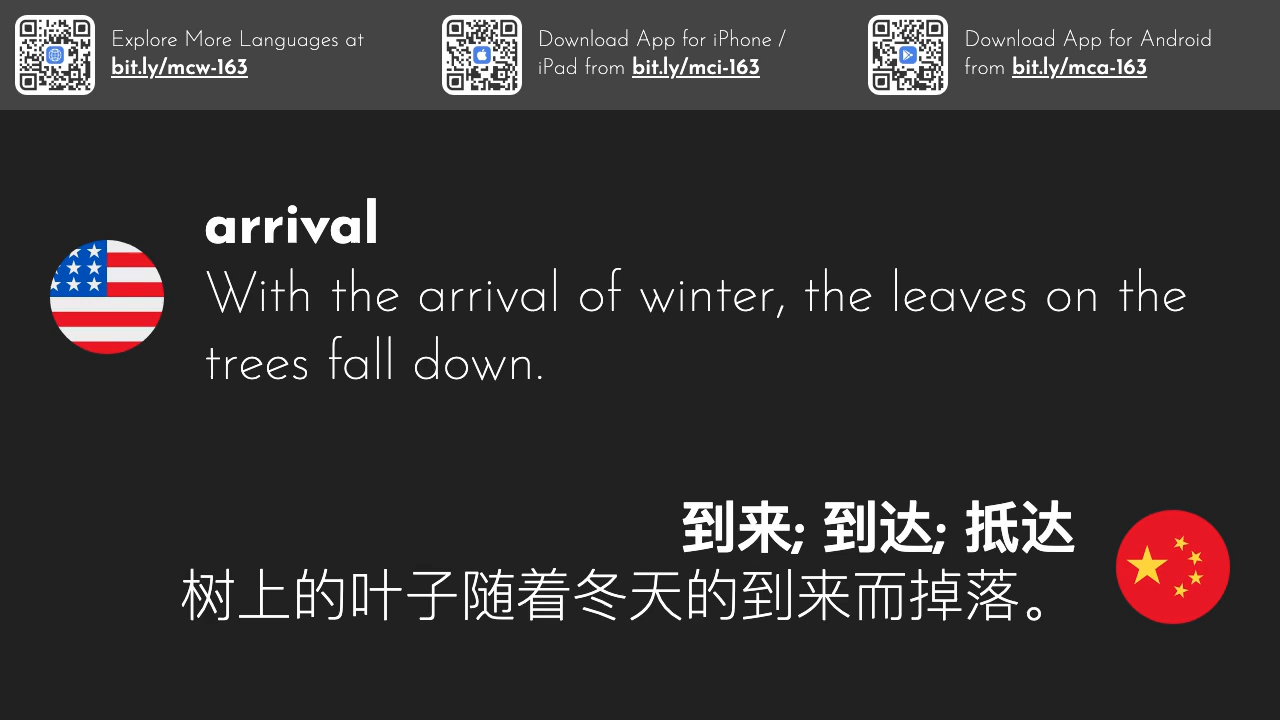 Explore More Languages at
bit.ly/mcw-163
Download App for iPhone /
iPad from bit.ly/mci-163
Download App for Android
from bit.ly/mca-163
arrival
With the arrival of winter, the leaves on the
trees fall down.
到来; 到达; 抵达
树上的叶子随着冬天的到来而掉落。